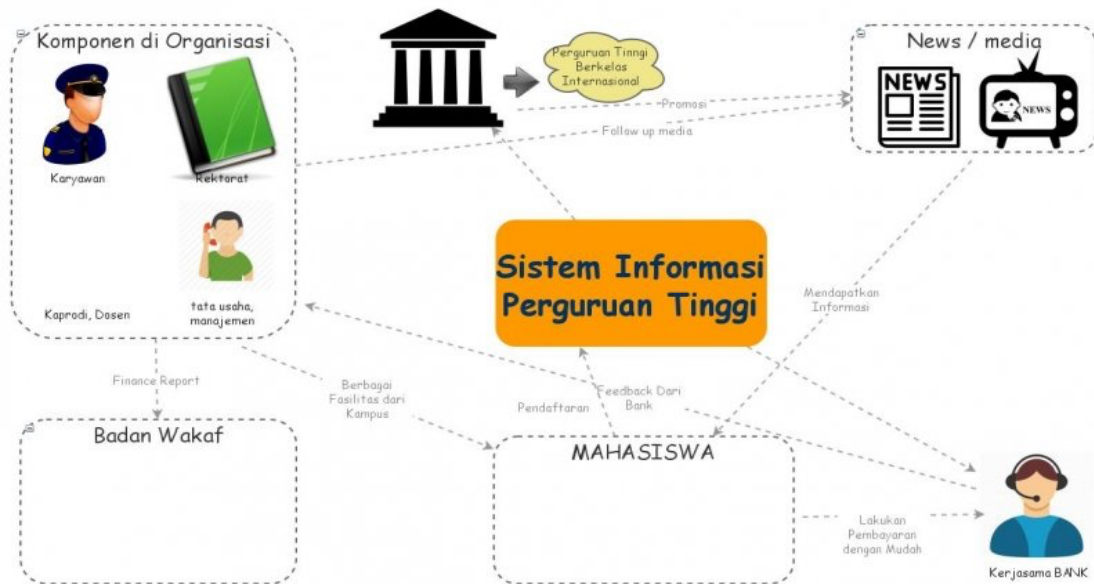 Komponen di Organisasi
Karyawan
Rektorat
Kaprodi, Dosen
tata usaha,
manajemen
Perguruan Tinngi
Berkelas
Internasional
Promosi
Follow up media
News / media
NEWS
NEWS
Sistem Informasi
Perguruan Tinggi
Mendapatkan
Informasi
Finance Report
Berbagai
Fasilitas dari
Kampus
Pendaftaran
Feedback Dari
Bank
Badan Wakaf
MAHASISWA
Lakukan
Pembayaran
dengan Mudah
Kerjasama BANK